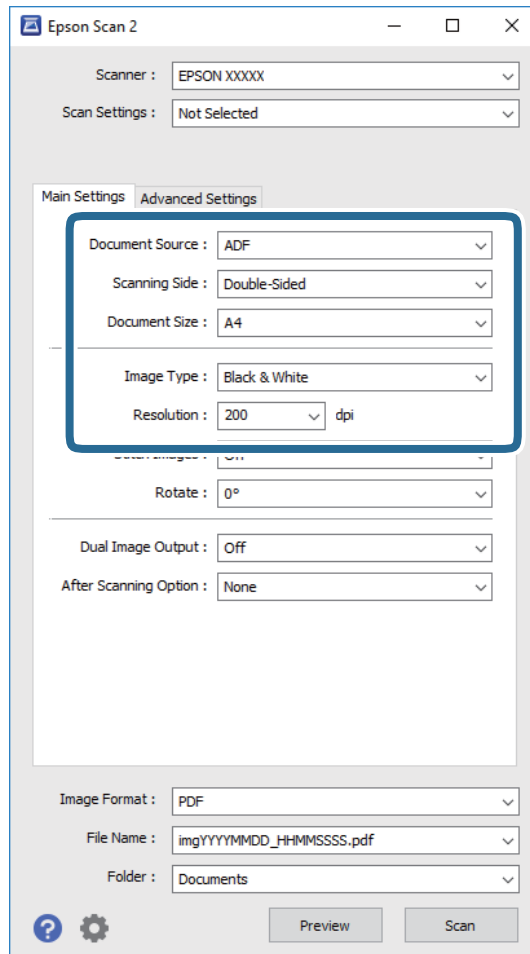 Epson Scan 2
Scanner : EPSON XXXXX
Scan Settings : Not Selected
Main Settings Advanced Settings
Document Source : ADF
Scanning Side : Double-Sided
Document Size : A4
Image Type : Black & White
Resolution : 200 dpi
Rotate : 0°
Dual Image Output : Off
After Scanning Option : None
Image Format : PDF
File Name : imgYYYYMMDD_HHMMSSSS.pdf
Folder : Documents
? Preview Scan